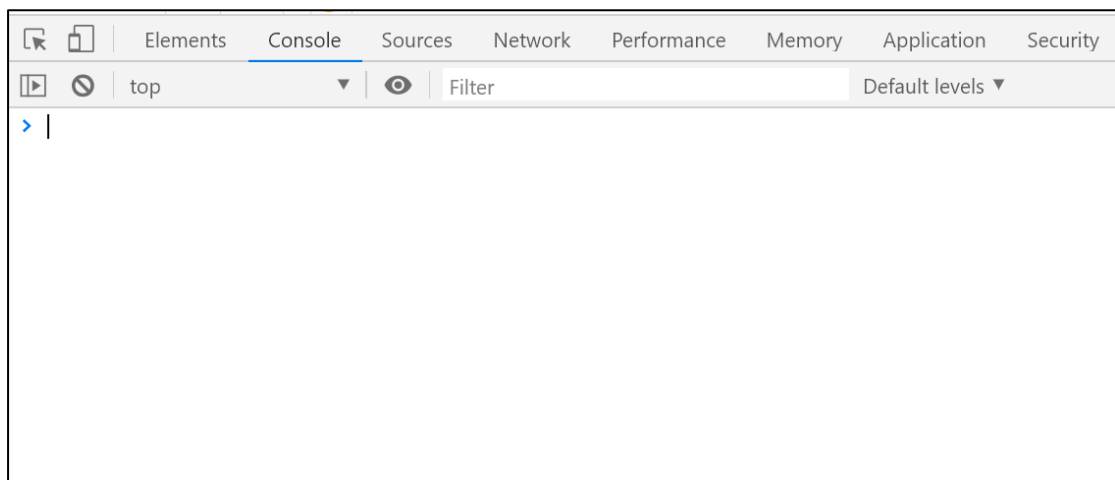 Elements Console Sources Network Performance Memory Application Security
top Filter Default levels